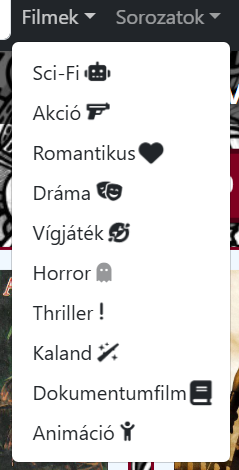 Filmek Sorozatok
Sci-Fi
Akció
Romantikus
Dráma
Vígjáték
Horror
Thriller
Kaland
Dokumentumfilm
Animáció